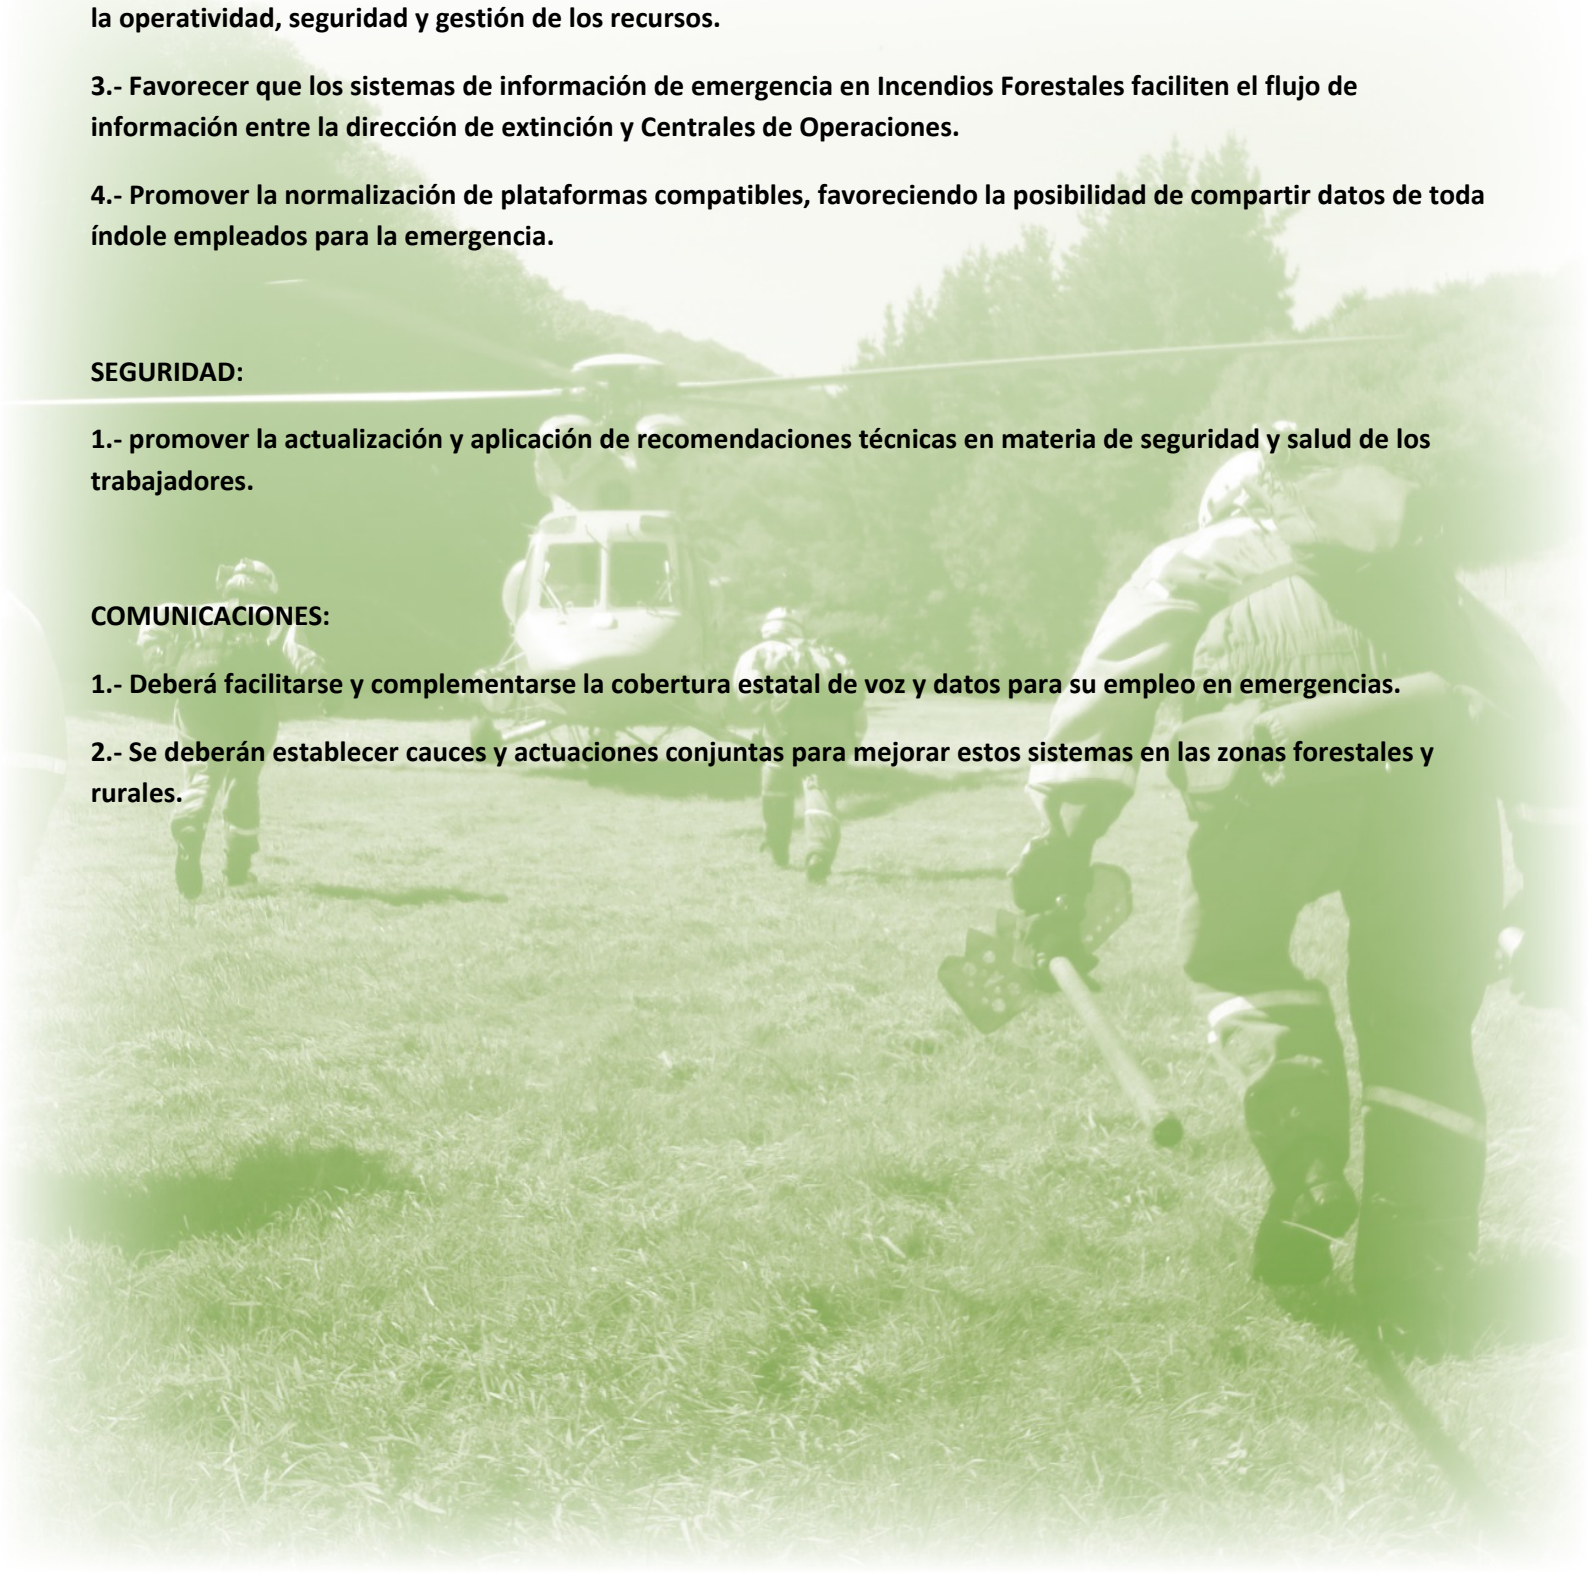 la operatividad, seguridad y gestión de los recursos.
3.- Favorecer que los sistemas de información de emergencia en Incendios Forestales faciliten el flujo de
información entre la dirección de extinción y Centrales de Operaciones.
4.- Promover la normalización de plataformas compatibles, favoreciendo la posibilidad de compartir datos de toda
índole empleados para la emergencia.
SEGURIDAD:
1.- promover la actualización y aplicación de recomendaciones técnicas en materia de seguridad y salud de los
trabajadores.
COMUNICACIONES:
1.- Deberá facilitarse y complementarse la cobertura estatal de voz y datos para su empleo en emergencias.
2.- Se deberán establecer cauces y actuaciones conjuntas para mejorar estos sistemas en las zonas forestales y
rurales.